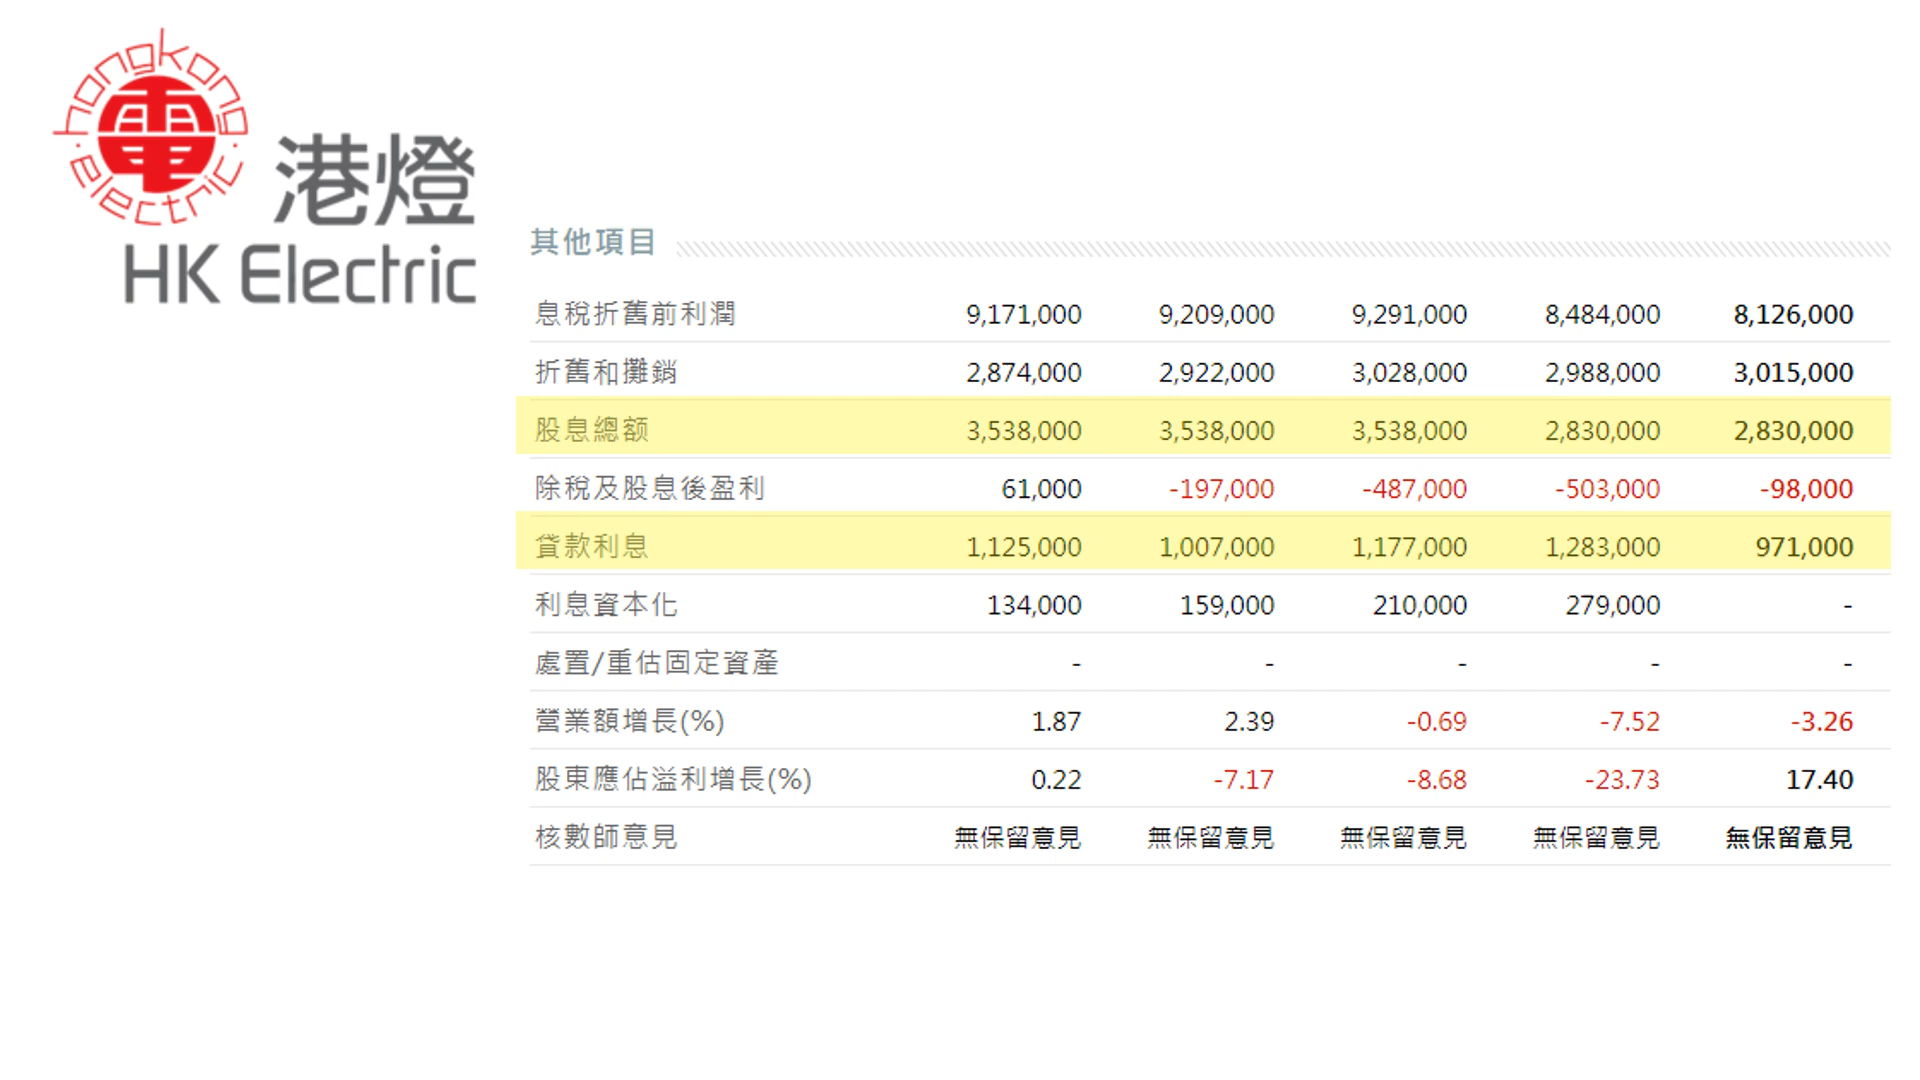 hongkong electric
電
港燈
HK Electric
其他項目
息稅折舊前利潤 9,171,000 9,209,000 9,291,000 8,484,000 8,126,000
折舊和攤銷 2,874,000 2,922,000 3,028,000 2,988,000 3,015,000
股息總額 3,538,000 3,538,000 3,538,000 2,830,000 2,830,000
除稅及股息後盈利 61,000 -197,000 -487,000 -503,000 -98,000
貸款利息 1,125,000 1,007,000 1,177,000 1,283,000 971,000
利息資本化 134,000 159,000 210,000 279,000 -
處置/重估固定資產 - - - - -
營業額增長(%) 1.87 2.39 -0.69 -7.52 -3.26
股東應佔溢利增長(%) 0.22 -7.17 -8.68 -23.73 17.40
核數師意見 無保留意見 無保留意見 無保留意見 無保留意見 無保留意見